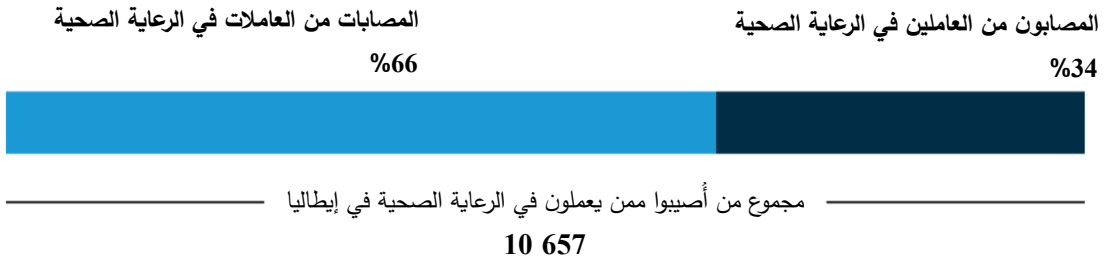 المصابون من العاملين في الرعاية الصحية
%34
المصابات من العاملات في الرعاية الصحية
%66
مجموع من أُصيبوا ممن يعملون في الرعاية الصحية في إيطاليا
10 657